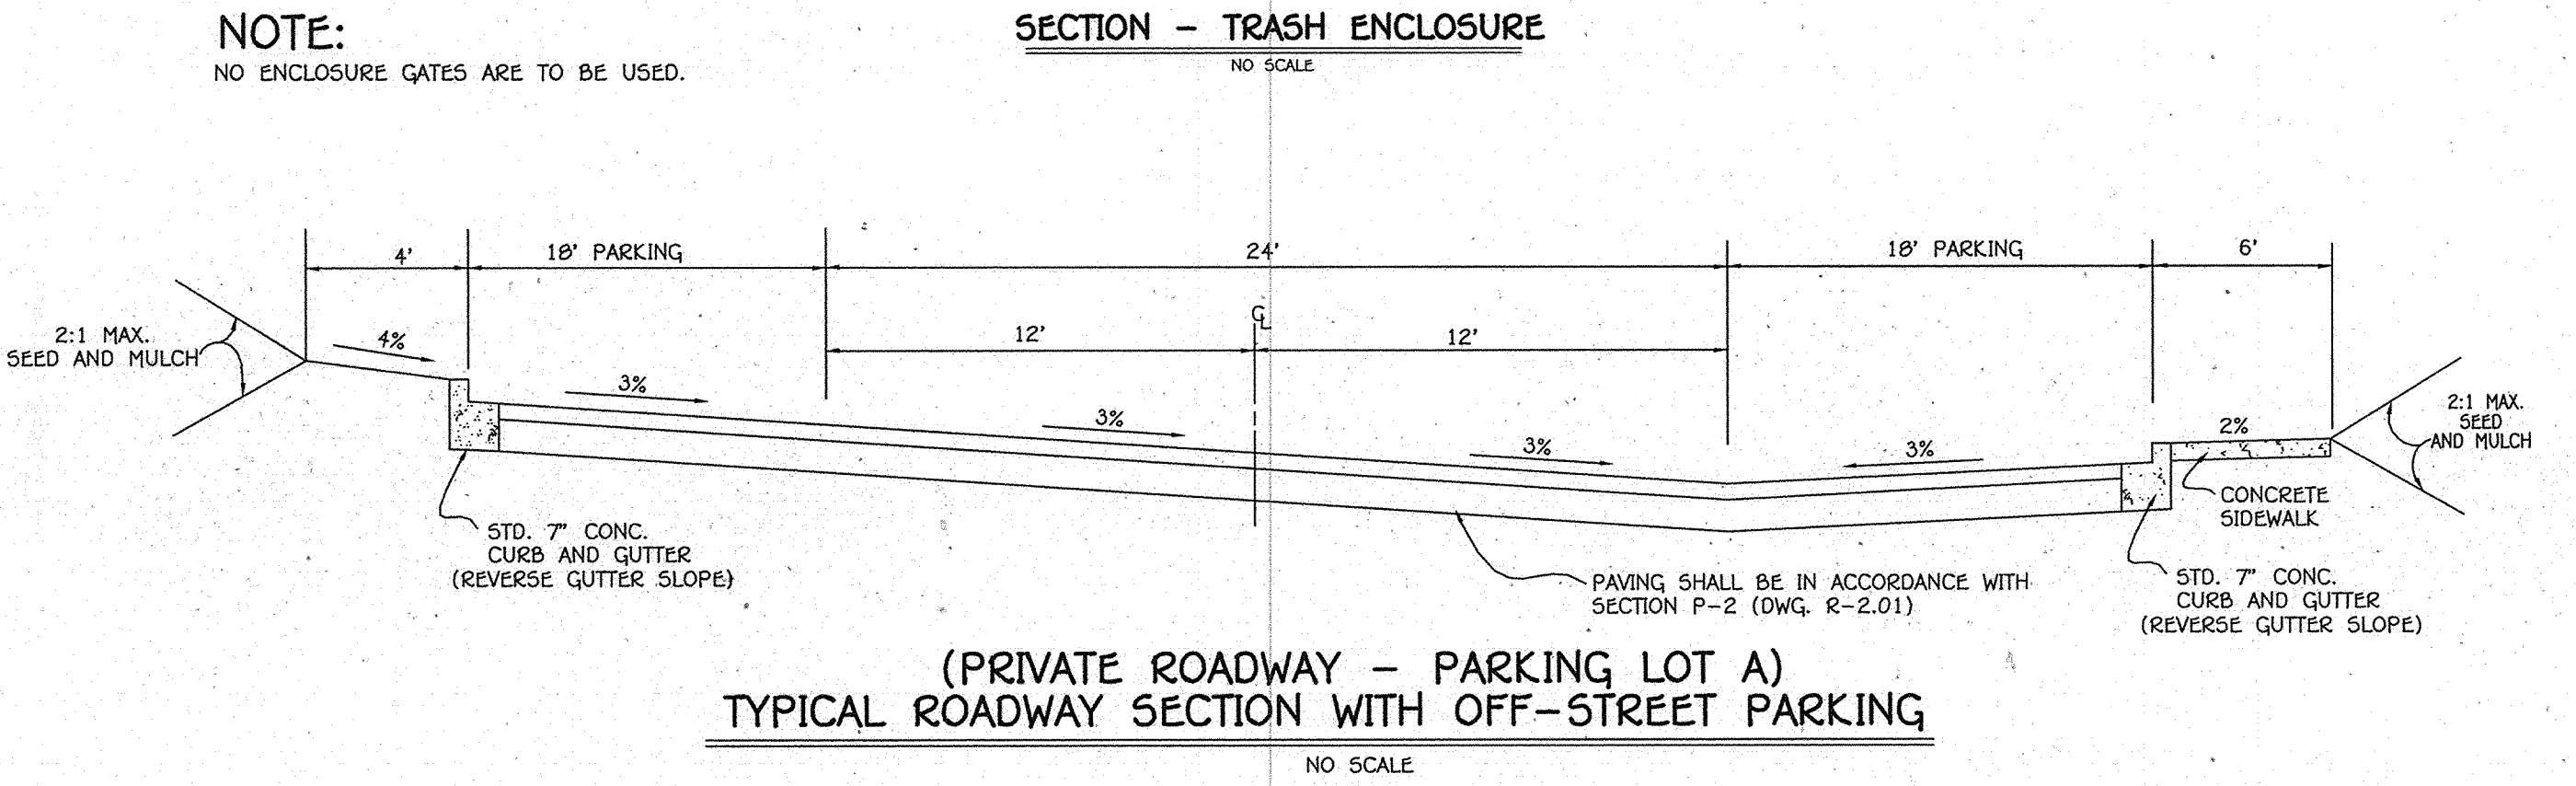 NOTE:
NO ENCLOSURE GATES ARE TO BE USED.
SECTION - TRASH ENCLOSURE
NO SCALE
4'
18' PARKING
24'
18' PARKING
6'
12'
℄
12'
2:1 MAX.
SEED AND MULCH
4%
3%
3%
3%
3%
2%
2:1 MAX.
SEED
AND MULCH
STD. 7" CONC.
CURB AND GUTTER
(REVERSE GUTTER SLOPE)
PAVING SHALL BE IN ACCORDANCE WITH
SECTION P-2 (DWG. R-2.01)
CONCRETE
SIDEWALK
STD. 7" CONC.
CURB AND GUTTER
(REVERSE GUTTER SLOPE)
(PRIVATE ROADWAY - PARKING LOT A)
TYPICAL ROADWAY SECTION WITH OFF-STREET PARKING
NO SCALE